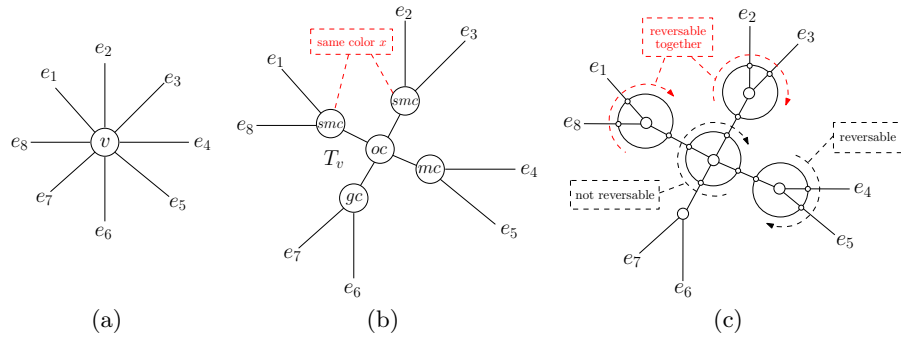 e1
e2
e3
e8
v
e4
e7
e6
e5
(a)
e2
same color x
e3
e1
smc
smc
e8
Tv
oc
mc
e4
gc
e5
e7
e6
(b)
e2
reversable
together
e3
e1
e8
reversable
not reversable
e4
e5
e7
e6
(c)